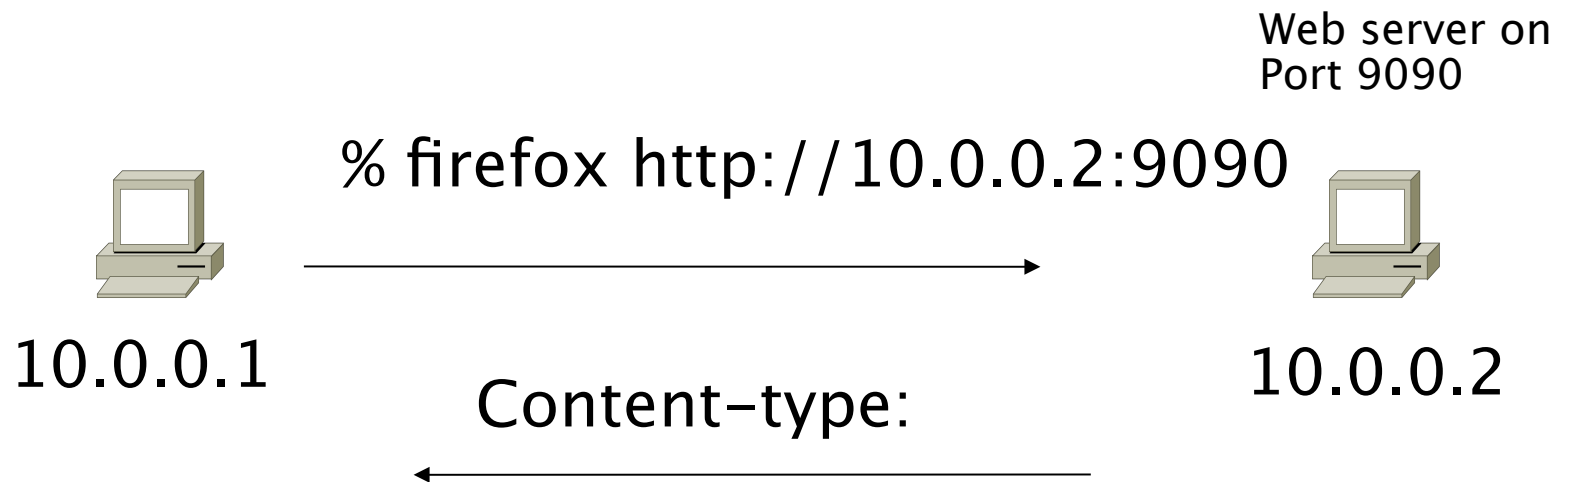 Web server on
Port 9090
% firefox http://10.0.0.2:9090
10.0.0.1
10.0.0.2
Content-type: